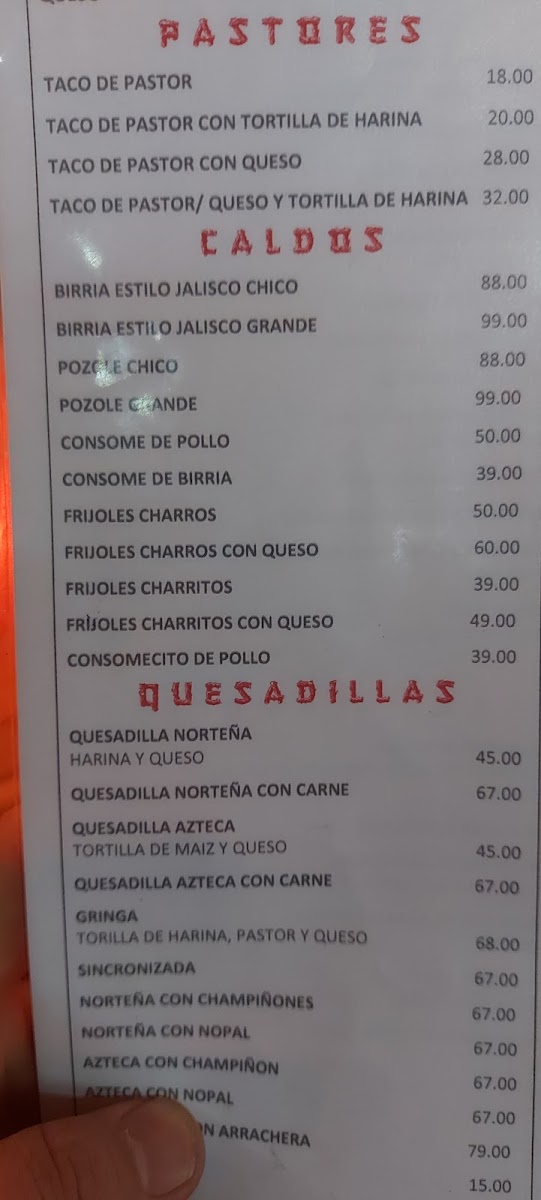 PASTORES
TACO DE PASTOR 18.00
TACO DE PASTOR CON TORTILLA DE HARINA 20.00
TACO DE PASTOR CON QUESO 28.00
TACO DE PASTOR/ QUESO Y TORTILLA DE HARINA 32.00
CALDOS
BIRRIA ESTILO JALISCO CHICO 88.00
BIRRIA ESTILO JALISCO GRANDE 99.00
POZOLE CHICO 88.00
POZOLE GRANDE 99.00
CONSOME DE POLLO 50.00
CONSOME DE BIRRIA 39.00
FRIJOLES CHARROS 50.00
FRIJOLES CHARROS CON QUESO 60.00
FRIJOLES CHARRITOS 39.00
FRIJOLES CHARRITOS CON QUESO 49.00
CONSOMECITO DE POLLO 39.00
QUESADILLAS
QUESADILLA NORTEÑA
HARINA Y QUESO 45.00
QUESADILLA NORTEÑA CON CARNE 67.00
QUESADILLA AZTECA
TORTILLA DE MAIZ Y QUESO 45.00
QUESADILLA AZTECA CON CARNE 67.00
GRINGA
TORILLA DE HARINA, PASTOR Y QUESO 68.00
SINCRONIZADA 67.00
NORTEÑA CON CHAMPIÑONES 67.00
NORTEÑA CON NOPAL 67.00
AZTECA CON CHAMPIÑON 67.00
AZTECA CON NOPAL 67.00
ARRACHERA 79.00
15.00